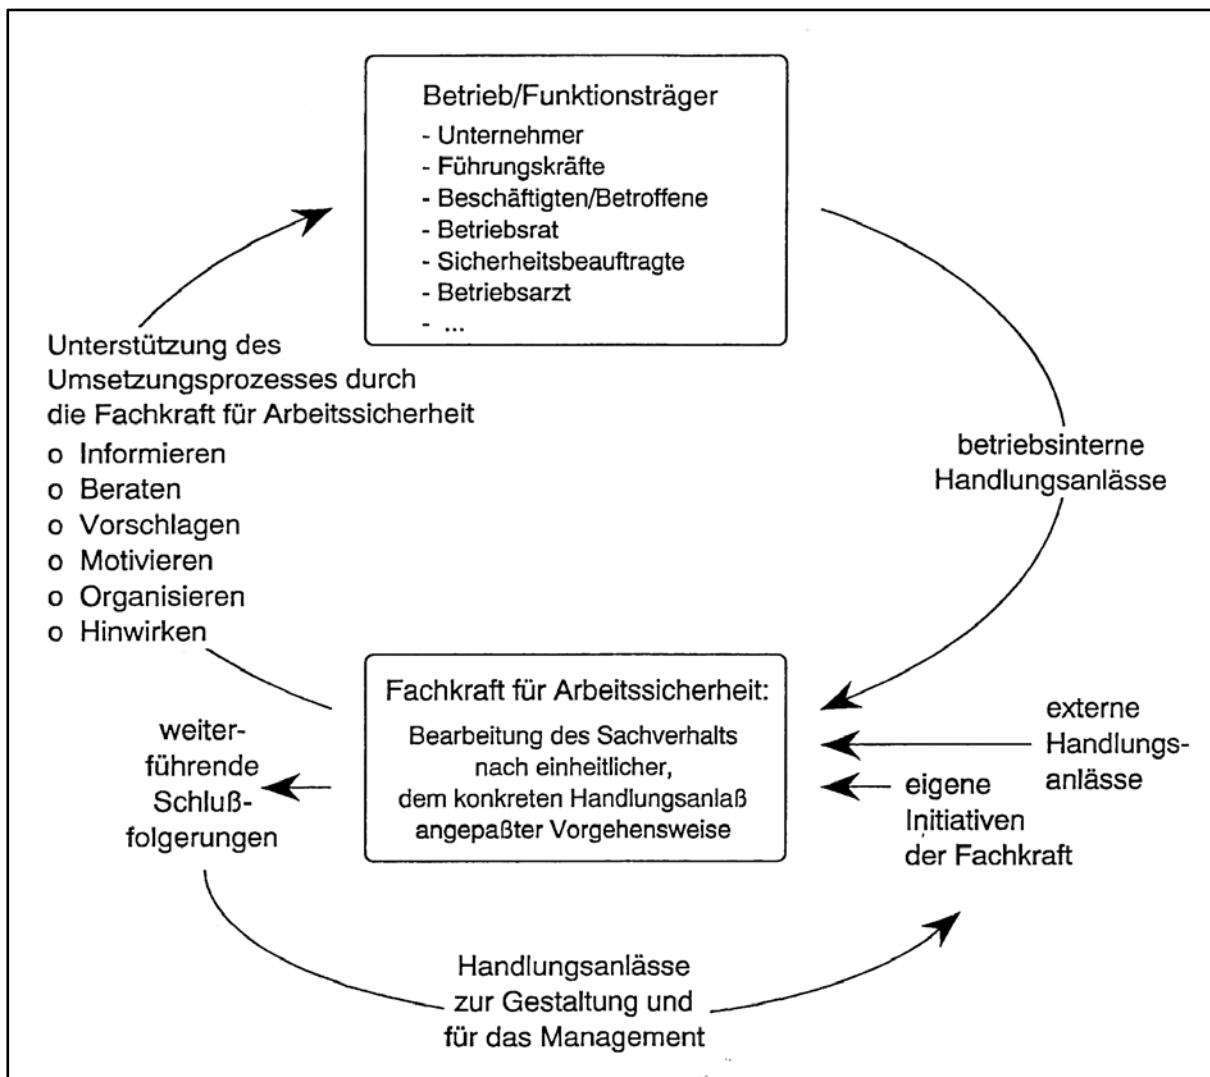 Betrieb/Funktionsträger
- Unternehmer
- Führungskräfte
- Beschäftigten/Betroffene
- Betriebsrat
- Sicherheitsbeauftragte
- Betriebsarzt
- ...
Unterstützung des
Umsetzungsprozesses durch
die Fachkraft für Arbeitssicherheit
o Informieren
o Beraten
o Vorschlagen
o Motivieren
o Organisieren
o Hinwirken
betriebsinterne
Handlungsanlässe
Fachkraft für Arbeitssicherheit:
Bearbeitung des Sachverhalts
nach einheitlicher,
dem konkreten Handlungsanlaß
angepaßter Vorgehensweise
externe
Handlungs-
anlässe
eigene
Initiativen
der Fachkraft
weiter-
führende
Schluß-
folgerungen
Handlungsanlässe
zur Gestaltung und
für das Management